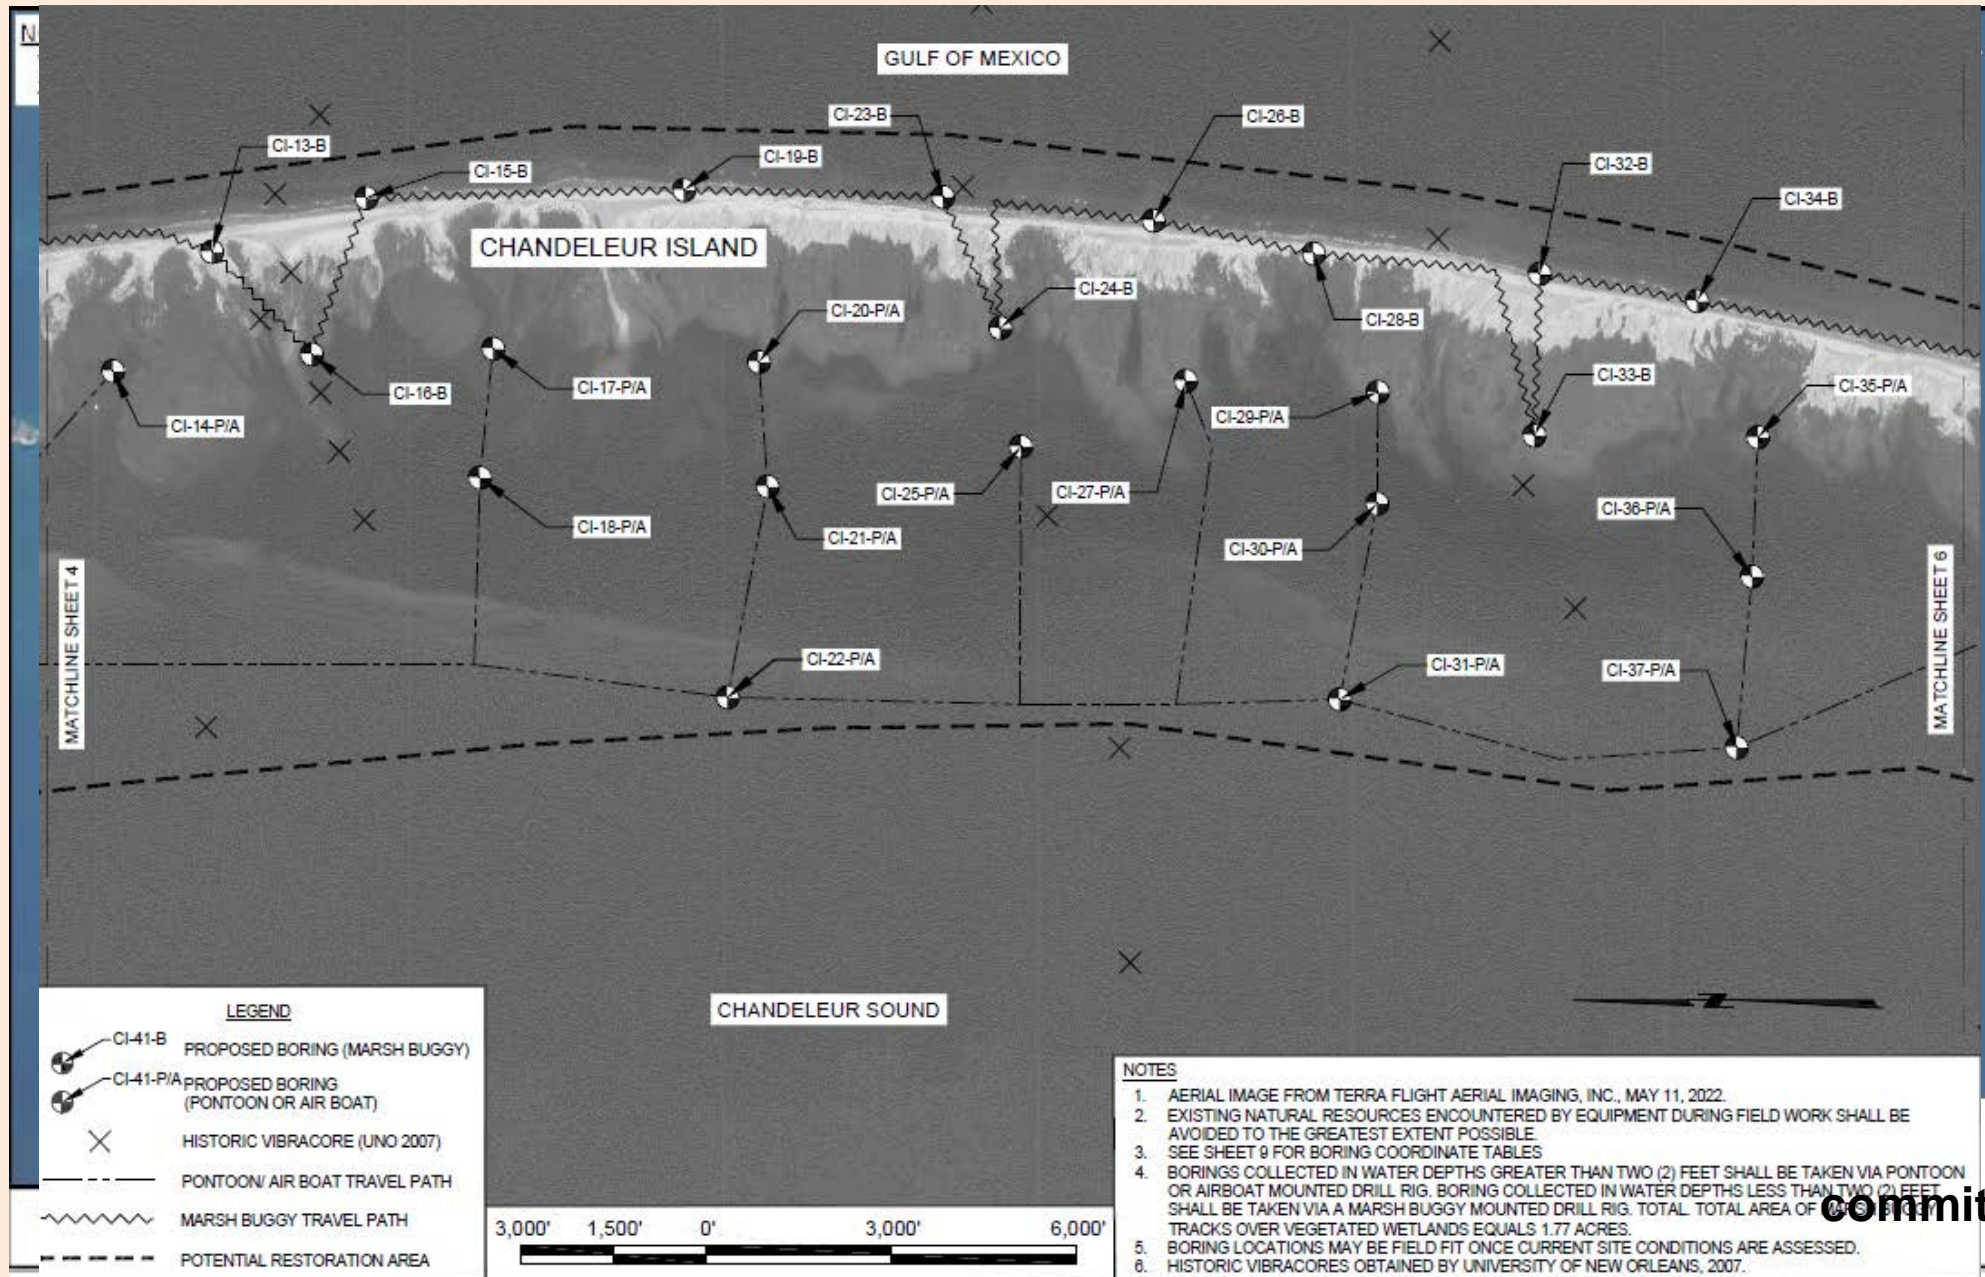 N
GULF OF MEXICO
CI-23-B
CI-26-B
CI-13-B
CI-19-B
CI-15-B
CI-32-B
CI-34-B
CHANDELEUR ISLAND
CI-24-B
CI-20-P/A
CI-28-B
CI-33-B
CI-17-P/A
CI-16-B
CI-35-P/A
CI-14-P/A
CI-29-P/A
CI-25-P/A
CI-27-P/A
CI-36-P/A
CI-18-P/A
CI-21-P/A
CI-30-P/A
MATCHLINE SHEET 4
MATCHLINE SHEET 6
CI-22-P/A
CI-31-P/A
CI-37-P/A
CHANDELEUR SOUND
LEGEND
CI-41-B
PROPOSED BORING (MARSH BUGGY)
CI-41-P/A
PROPOSED BORING
(PONTOON OR AIR BOAT)
HISTORIC VIBRACORE (UNO 2007)
PONTOON/ AIR BOAT TRAVEL PATH
MARSH BUGGY TRAVEL PATH
POTENTIAL RESTORATION AREA
3,000' 1,500' 0' 3,000' 6,000'
NOTES
1. AERIAL IMAGE FROM TERRA FLIGHT AERIAL IMAGING, INC., MAY 11, 2022.
2. EXISTING NATURAL RESOURCES ENCOUNTERED BY EQUIPMENT DURING FIELD WORK SHALL BE
AVOIDED TO THE GREATEST EXTENT POSSIBLE.
3. SEE SHEET 9 FOR BORING COORDINATE TABLES
4. BORINGS COLLECTED IN WATER DEPTHS GREATER THAN TWO (2) FEET SHALL BE TAKEN VIA PONTOON
OR AIRBOAT MOUNTED DRILL RIG. BORING COLLECTED IN WATER DEPTHS LESS THAN TWO (2) FEET
SHALL BE TAKEN VIA A MARSH BUGGY MOUNTED DRILL RIG. TOTAL. TOTAL AREA OF MARSH BUGGY
TRACKS OVER VEGETATED WETLANDS EQUALS 1.77 ACRES.
5. BORING LOCATIONS MAY BE FIELD FIT ONCE CURRENT SITE CONDITIONS ARE ASSESSED.
6. HISTORIC VIBRACORES OBTAINED BY UNIVERSITY OF NEW ORLEANS, 2007.
commit